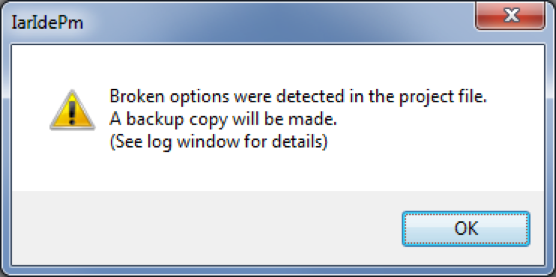 IarIdePm
Broken options were detected in the project file.
A backup copy will be made.
(See log window for details)
OK